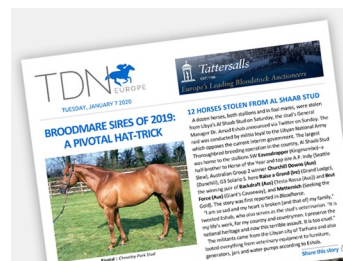 TDN
EUROPE
TUESDAY, JANUARY 7 2020
Tattersalls
Europe's Leading Bloodstock Auctioneers
BROODMARE SIRES OF 2019:
A PIVOTAL HAT-TRICK
Pivotal | Cheveley Park Stud
12 HORSES STOLEN FROM AL SHAAB STUD
A dozen horses, both stallions and in foal mares, were stolen
from Libya's Al Shaab Stud on Saturday, the stud's General
Manager Dr. Amed Eshab announced via Twitter on Sunday. The
raid was conducted by militia loyal to the Libyan National Army
which opposes the current interim government. The largest
Thoroughbred breeding operation in the country, Al Shaab Stud
was home to the stallions SW Eavesdropper (Kingmambo)–a
half-brother to Horse of the Year and top sire A.P. Indy (Seattle
Slew), Argentinian Group 2 winner Churchill Downs (Aus)
(Danehill), G3 Solario S. hero Raise a Grand (Ire) (Grand Lodge),
the winning pair of Backdraft (Aus) (Testa Rossa {Aus}) and Brut
Force (Aus) (Giant's Causeway), and Metternich (Seeking the
Gold). The story was first reported in Bloodhorse.
"I am so sad and my heart is broken [and that of] my family,"
tweeted Eshab, who also serves as the stud's veterinarian. "It is
my life's work, for my country and countrymen. I preserve the
national heritage and now this terrible assault. It is too cruel."
The militants came from the Libyan city of Tarhuna and also
looted everything from veterinary equipment to furniture,
generators, jars and water pumps according to Eshab.
Share this story